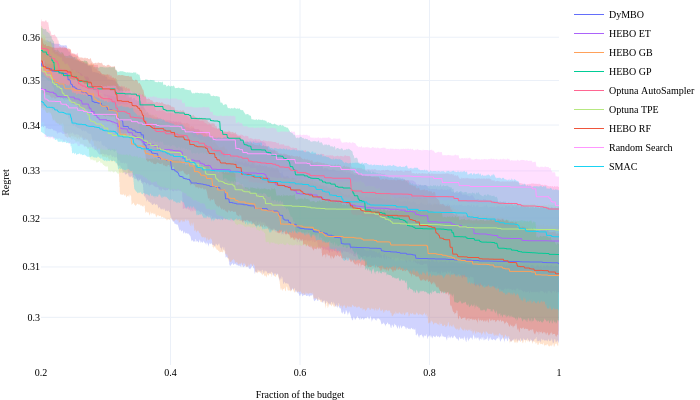 0.36
0.35
0.34
0.33
0.32
0.31
0.3
Regret
0.2
0.4
0.6
0.8
1
Fraction of the budget
DyMBO
HEBO ET
HEBO GB
HEBO GP
Optuna AutoSampler
Optuna TPE
HEBO RF
Random Search
SMAC